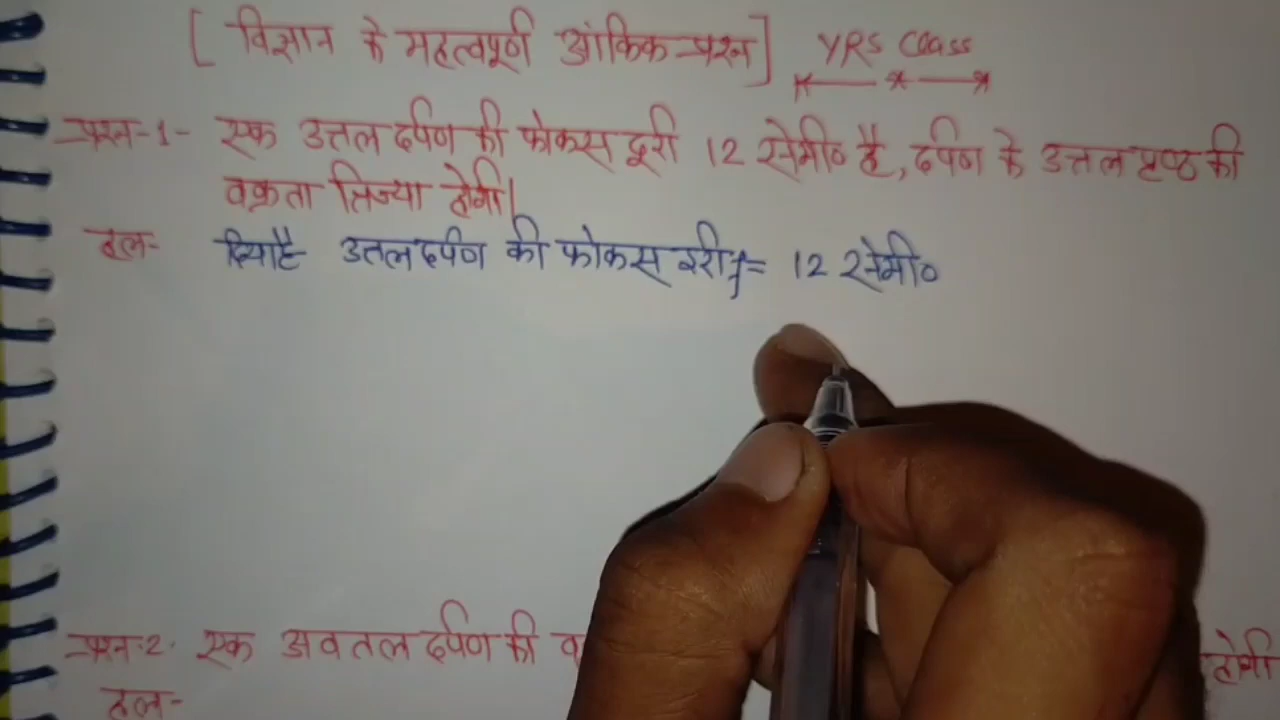 [ विज्ञान के महत्वपूर्ण आंकिक प्रश्न ] YRS Class
प्रश्न-1- एक उत्तल दर्पण की फोकस दूरी 12 सेमी० है, दर्पण के उत्तल पृष्ठ की
वक्रता त्रिज्या होगी।
हल- दिया है उत्तल दर्पण की फोकस दूरी f = 12 सेमी०
प्रश्न-2. एक अवतल दर्पण की होगी
हल-